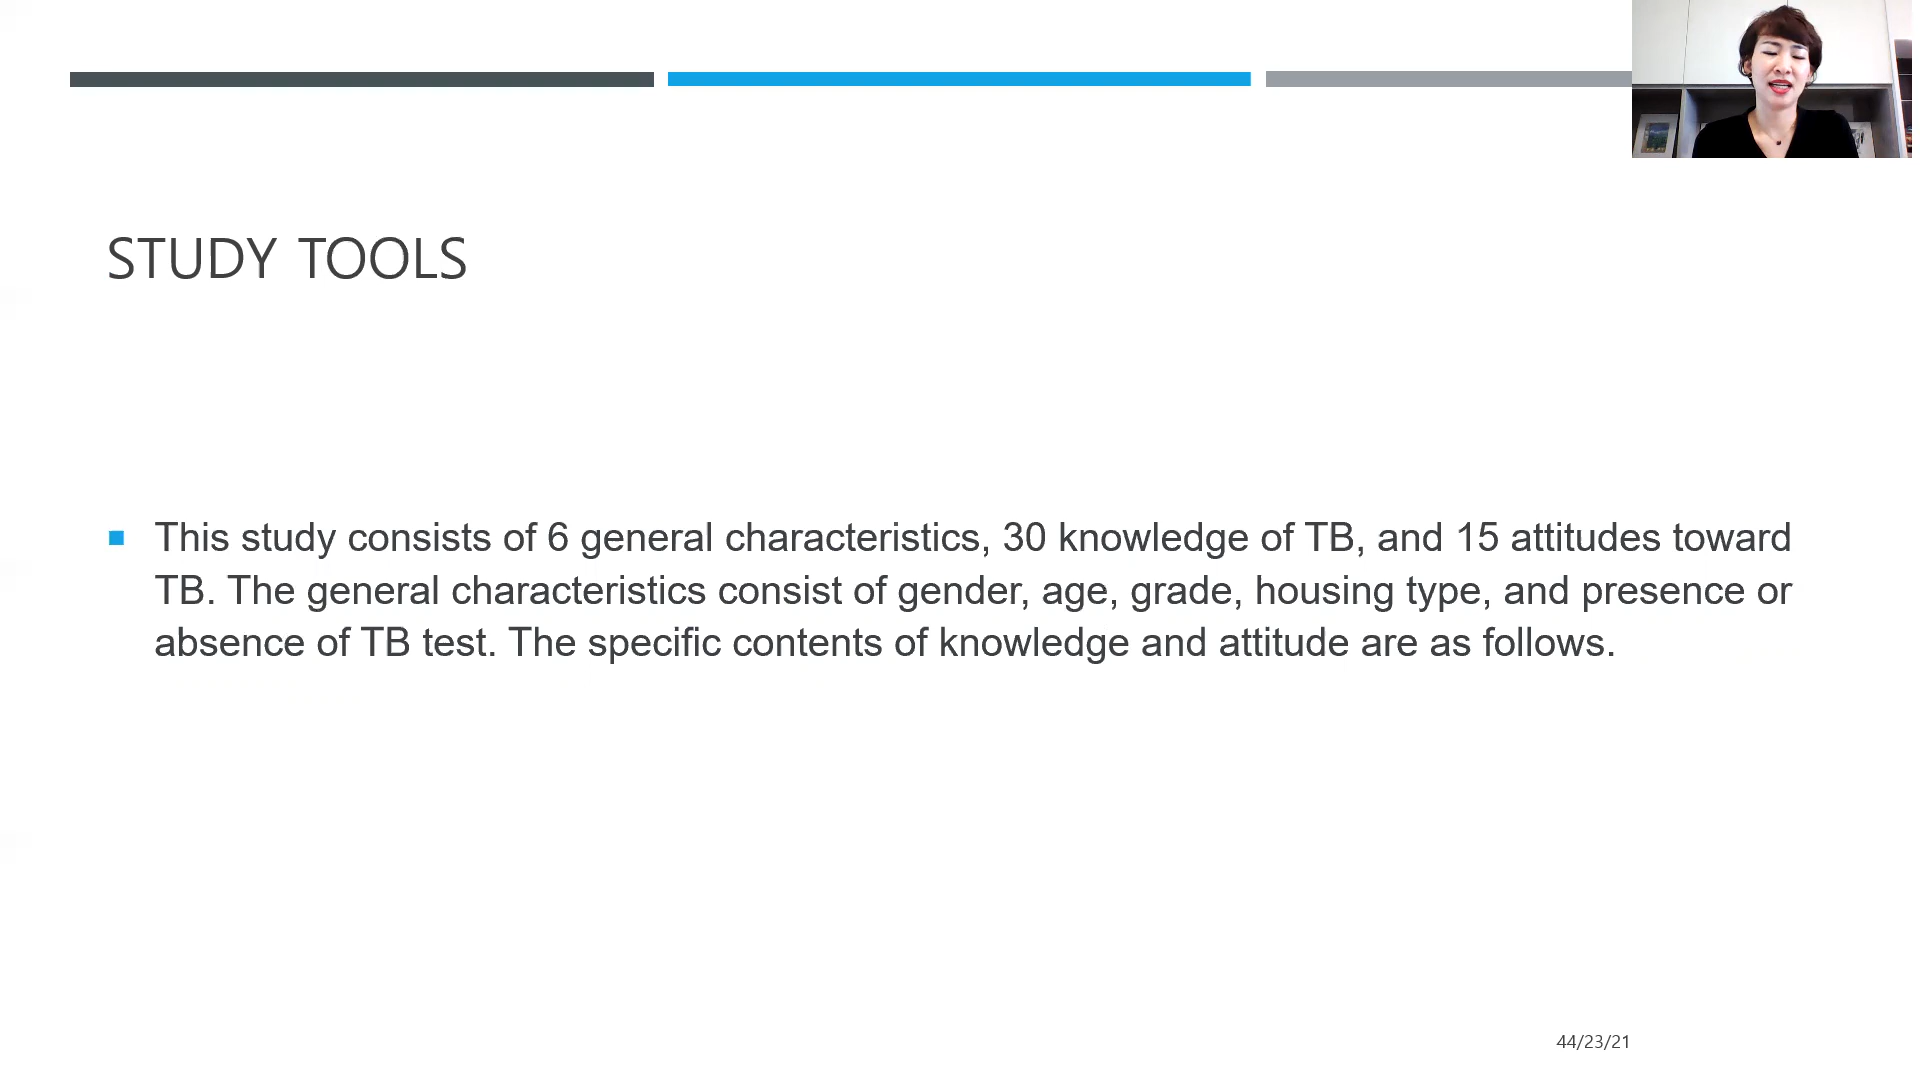 STUDY TOOLS
This study consists of 6 general characteristics, 30 knowledge of TB, and 15 attitudes toward
TB. The general characteristics consist of gender, age, grade, housing type, and presence or
absence of TB test. The specific contents of knowledge and attitude are as follows.
44/23/21